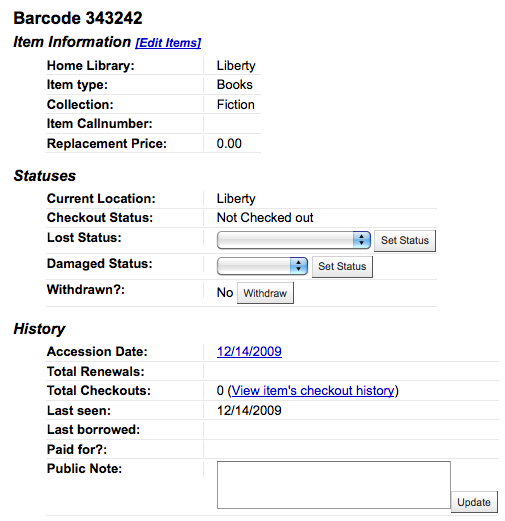 Barcode 343242
Item Information [Edit Items]
Home Library: Liberty
Item type: Books
Collection: Fiction
Item Callnumber:
Replacement Price: 0.00
Statuses
Current Location: Liberty
Checkout Status: Not Checked out
Lost Status: Set Status
Damaged Status: Set Status
Withdrawn?: No Withdraw
History
Accession Date: 12/14/2009
Total Renewals:
Total Checkouts: 0 (View item's checkout history)
Last seen: 12/14/2009
Last borrowed:
Paid for?:
Public Note:
Update